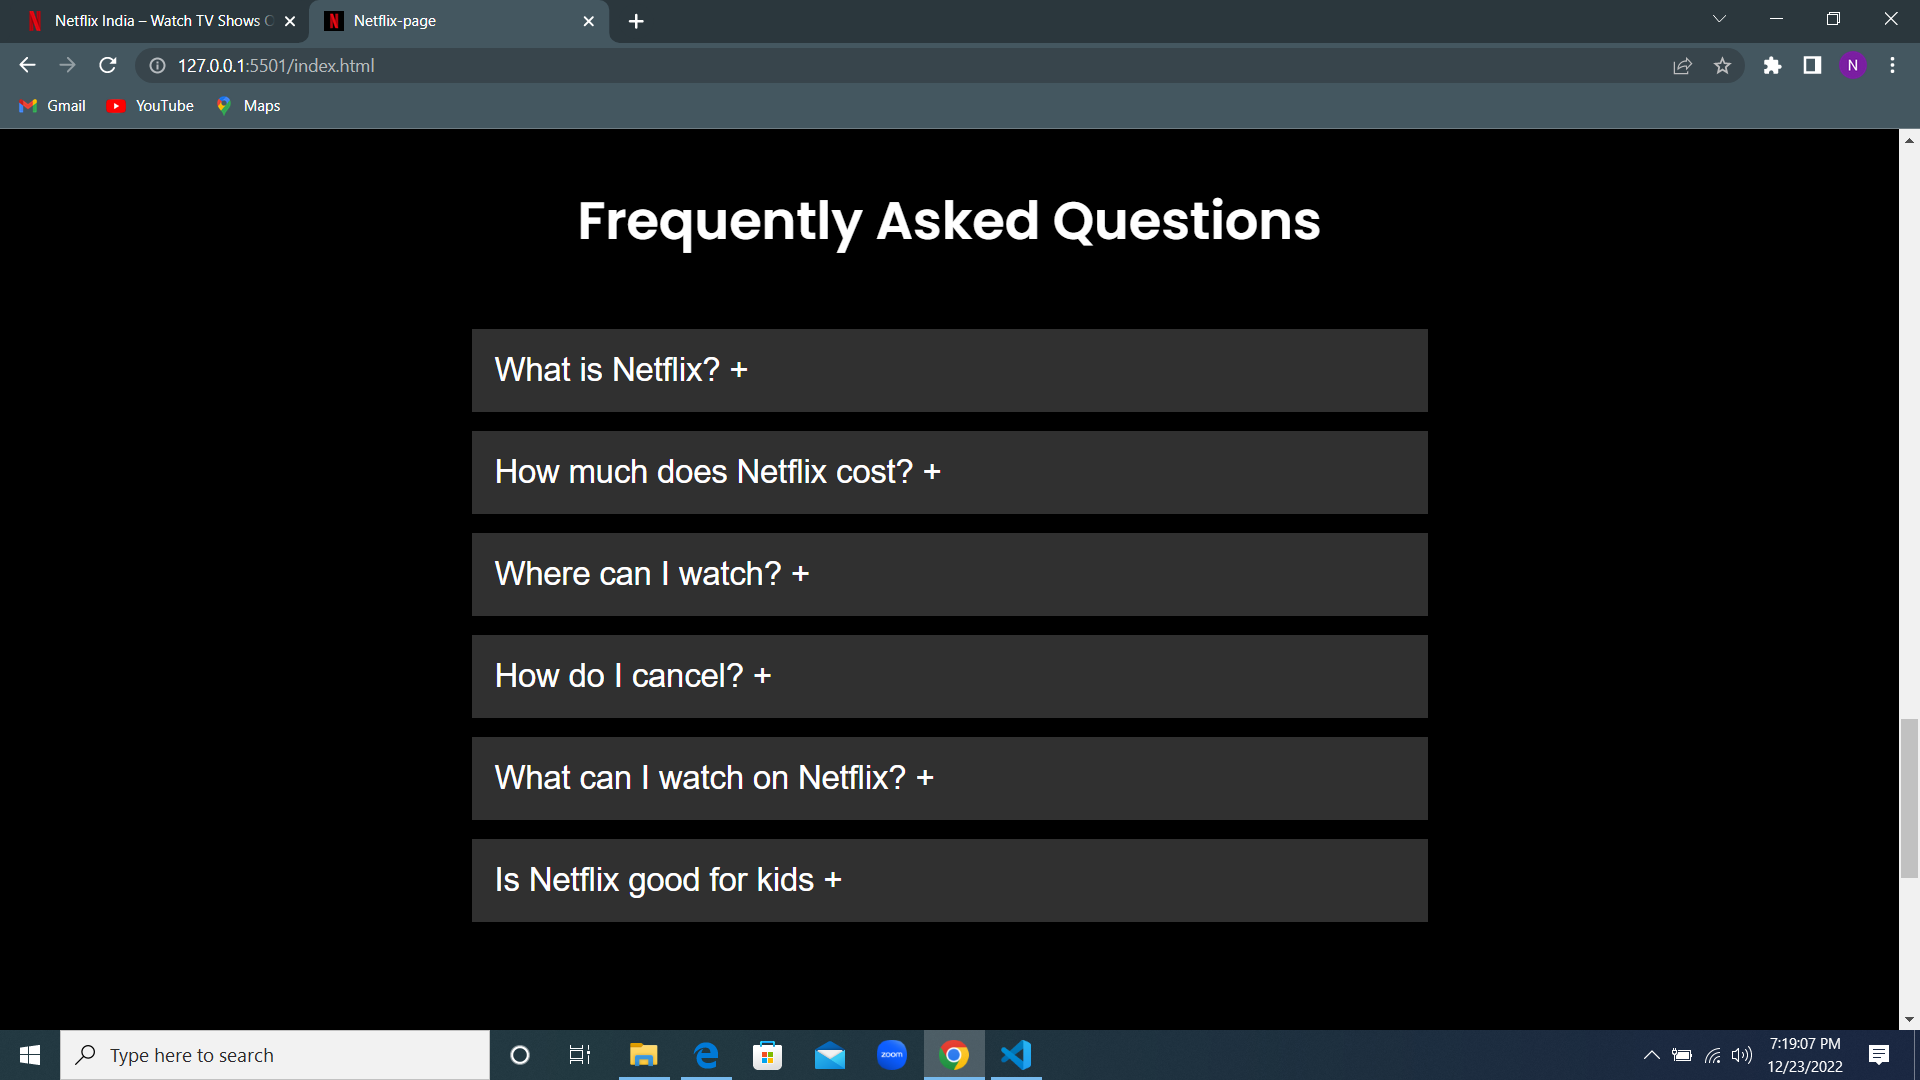 Netflix India – Watch TV Shows
Netflix-page
127.0.0.1:5501/index.html
N
Gmail
YouTube
Maps
Frequently Asked Questions
What is Netflix? +
How much does Netflix cost? +
Where can I watch? +
How do I cancel? +
What can I watch on Netflix? +
Is Netflix good for kids +
Type here to search
zoom
7:19:07 PM
12/23/2022